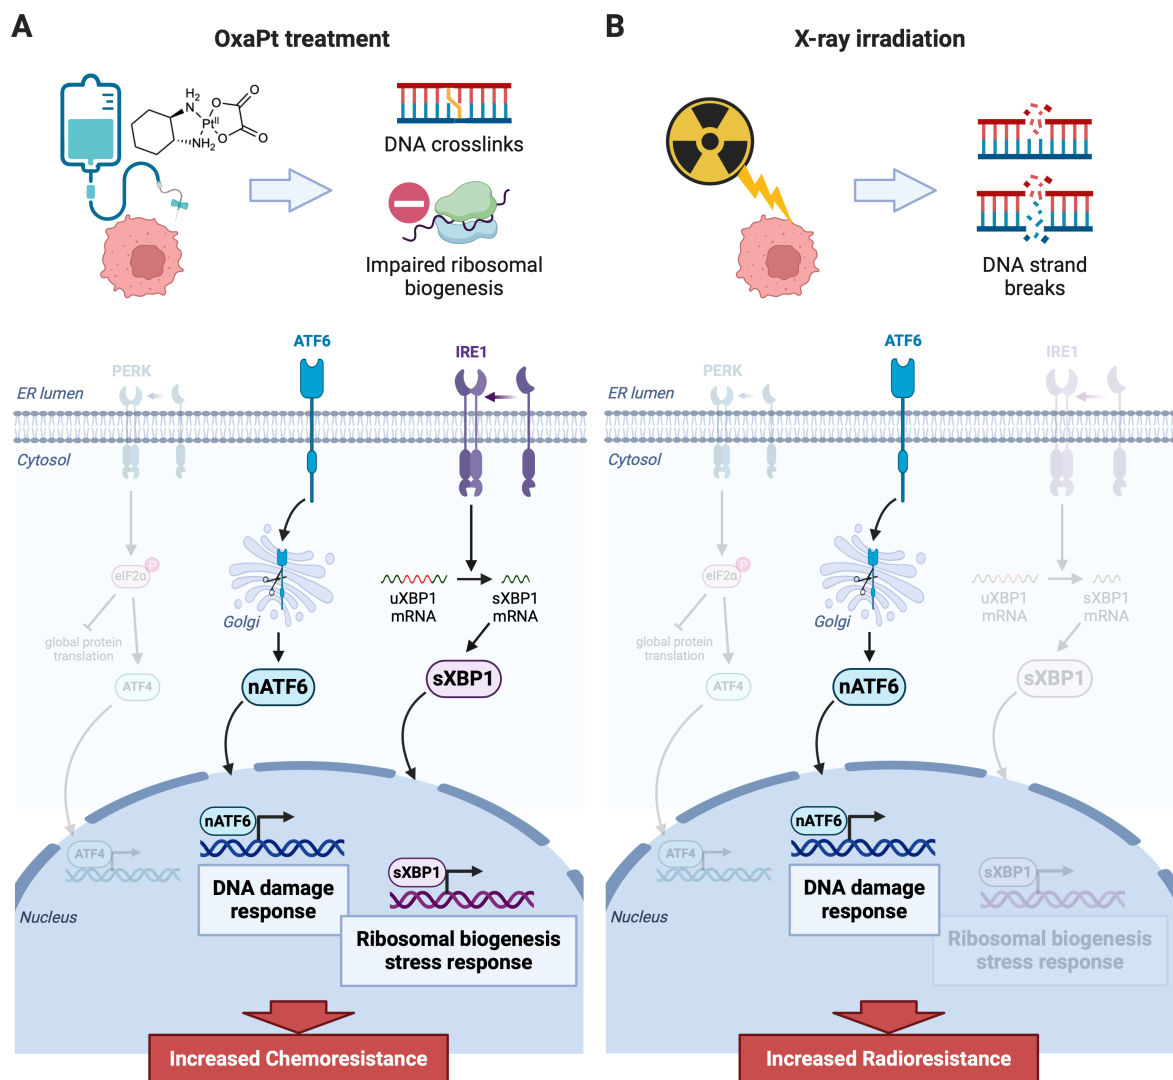 A
OxaPt treatment
H₂
N
O
O
Ptᴵᴵ
NH₂
O
O
DNA crosslinks
Impaired ribosomal
biogenesis
ATF6
IRE1
PERK
ER lumen
Cytosol
eIF2α
P
global protein
translation
ATF4
Golgi
nATF6
uXBP1
mRNA
sXBP1
mRNA
sXBP1
ATF4
nATF6
DNA damage
response
sXBP1
Ribosomal biogenesis
stress response
Nucleus
Increased Chemoresistance
B
X-ray irradiation
DNA strand
breaks
ATF6
IRE1
PERK
ER lumen
Cytosol
eIF2α
P
global protein
translation
ATF4
Golgi
nATF6
uXBP1
mRNA
sXBP1
mRNA
sXBP1
ATF4
nATF6
DNA damage
response
sXBP1
Ribosomal biogenesis
stress response
Nucleus
Increased Radioresistance